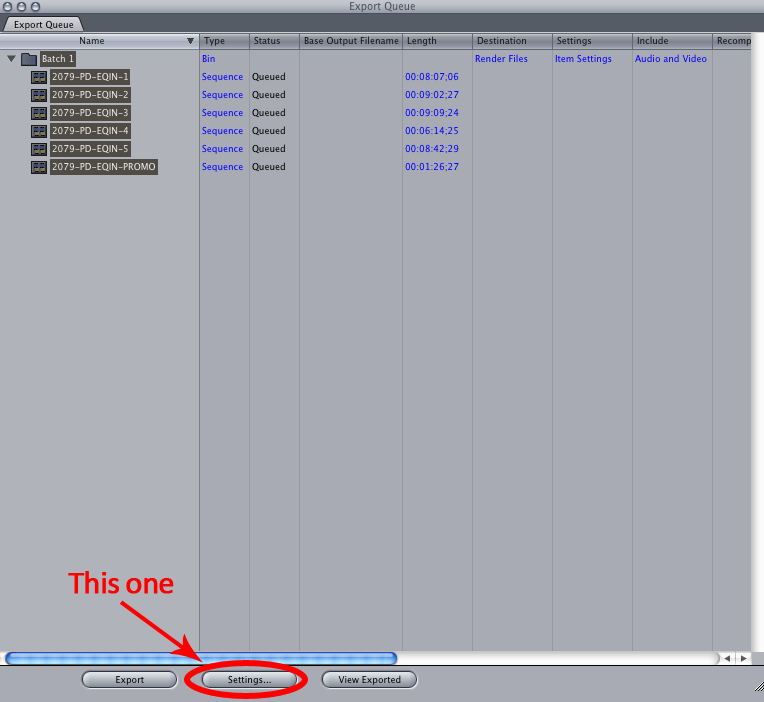 Export Queue
Export Queue
Name Type Status Base Output Filename Length Destination Settings Include Recomp
Batch 1 Bin Render Files Item Settings Audio and Video
2079-PD-EQIN-1 Sequence Queued 00:08:07;06
2079-PD-EQIN-2 Sequence Queued 00:09:02;27
2079-PD-EQIN-3 Sequence Queued 00:09:09;24
2079-PD-EQIN-4 Sequence Queued 00:06:14;25
2079-PD-EQIN-5 Sequence Queued 00:08:42;29
2079-PD-EQIN-PROMO Sequence Queued 00:01:26;27
This one
Export Settings... View Exported